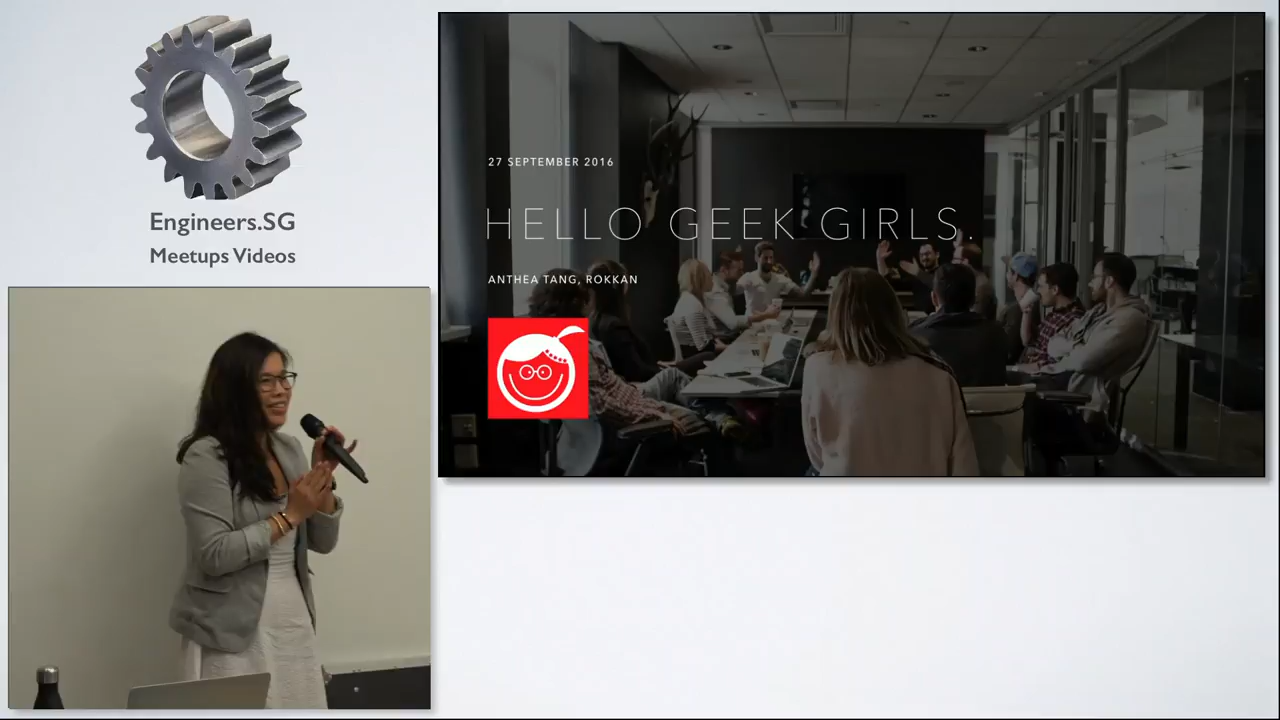 Engineers.SG
Meetups Videos
27 SEPTEMBER 2016
HELLO GEEK GIRLS.
ANTHEA TANG, ROKKAN